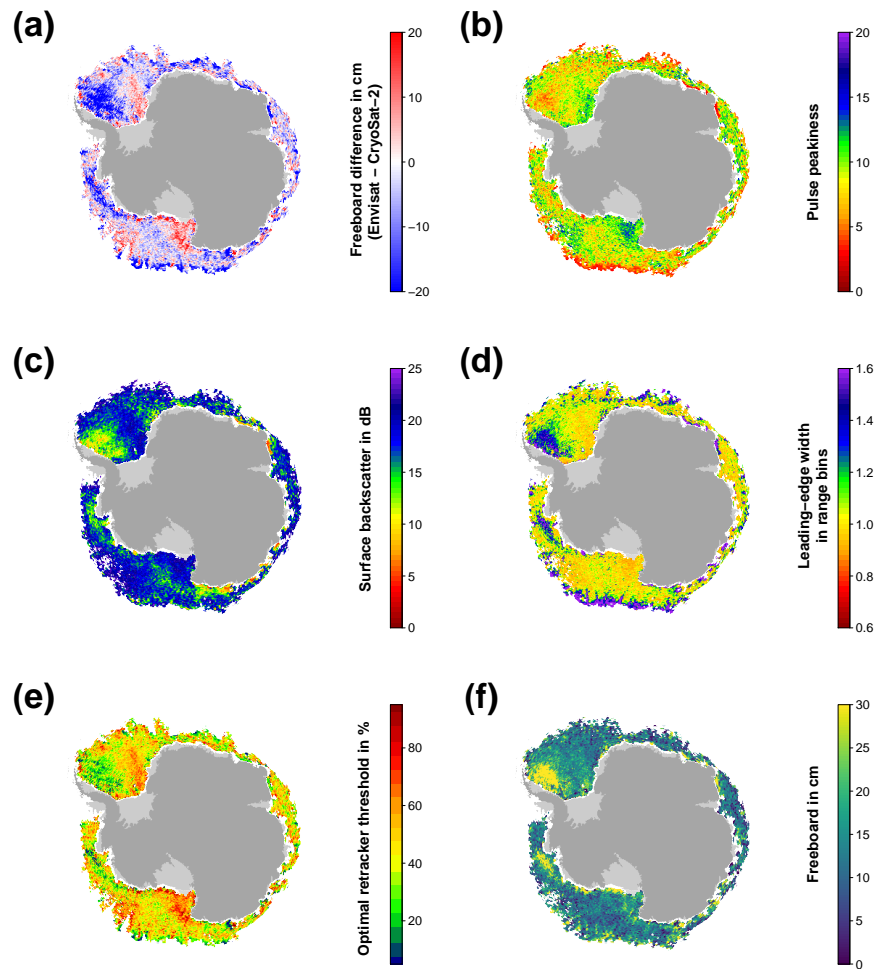 (a)
20
10
0
−10
−20
Freeboard difference in cm
(Envisat − CryoSat−2)
(b)
20
15
10
5
0
Pulse peakiness
(c)
25
20
15
10
5
0
Surface backscatter in dB
(d)
1.6
1.4
1.2
1.0
0.8
0.6
Leading−edge width
in range bins
(e)
80
60
40
20
Optimal retracker threshold in %
(f)
30
25
20
15
10
5
0
Freeboard in cm